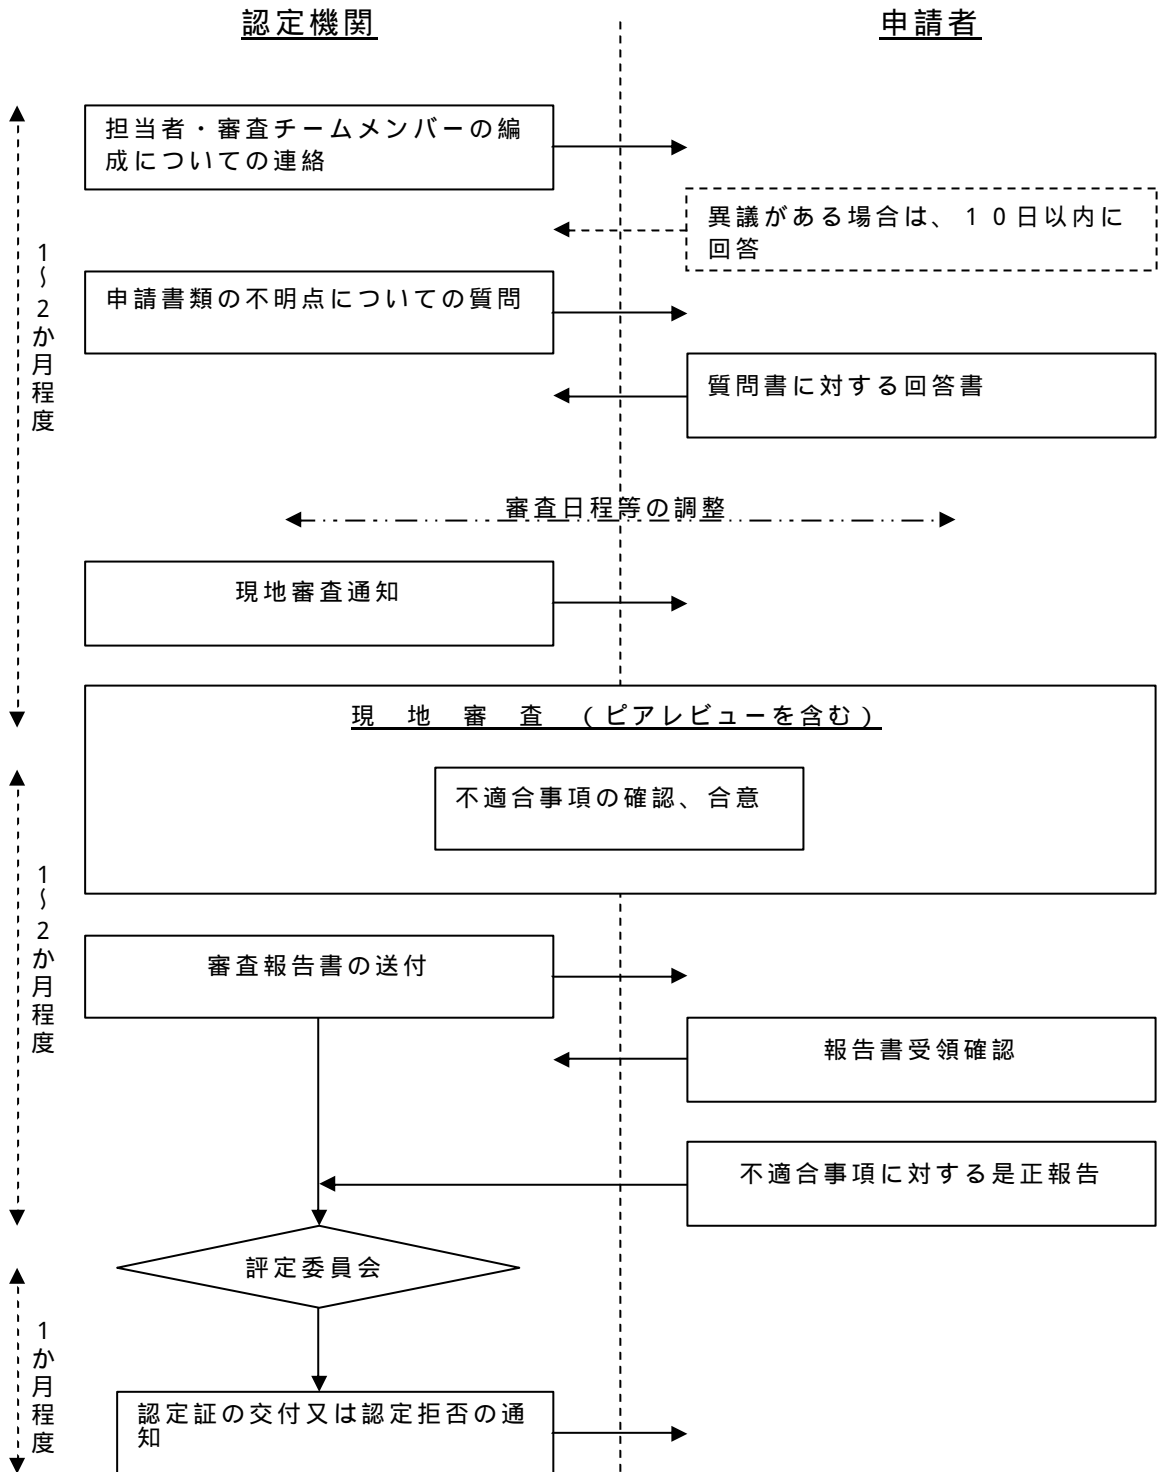 認定機関
申請者
担当者・審査チームメンバーの編
成についての連絡
異議がある場合は、10日以内に
回答
1~2か月程度
申請書類の不明点についての質問
質問書に対する回答書
審査日程等の調整
現地審査通知
現地審査（ピアレビューを含む）
不適合事項の確認、合意
1~2か月程度
審査報告書の送付
報告書受領確認
不適合事項に対する是正報告
評定委員会
1か月程度
認定証の交付又は認定拒否の通
知